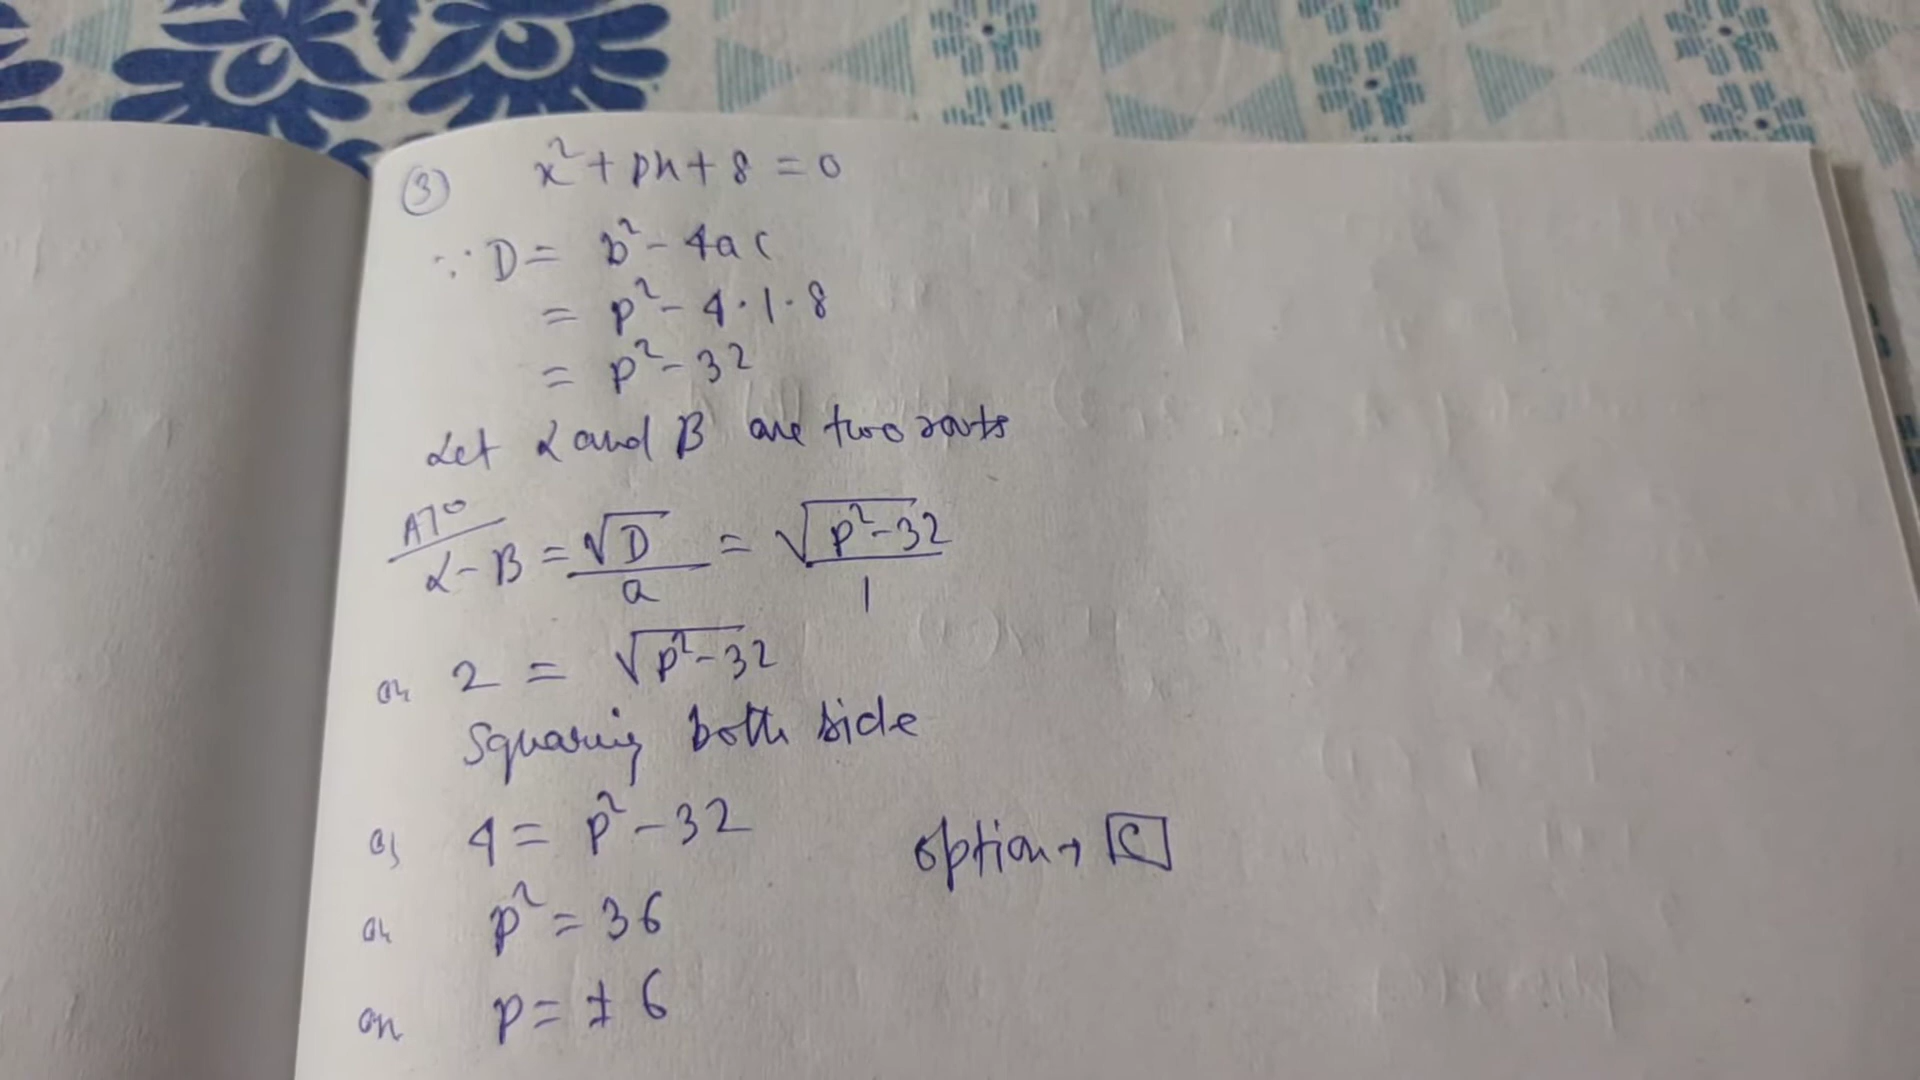 ③ x² + px + 8 = 0
∵ D = b² - 4ac
= p² - 4·1·8
= p² - 32
Let α and β are two roots
ATQ
α - β = √D/a = √(p²-32)/1
or 2 = √(p²-32)
Squaring both side
or 4 = p² - 32
option → C
or p² = 36
or p = ± 6